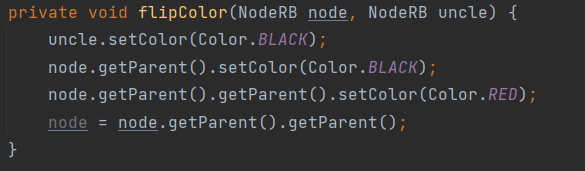 private void flipColor(NodeRB node, NodeRB uncle) {
    uncle.setColor(Color.BLACK);
    node.getParent().setColor(Color.BLACK);
    node.getParent().getParent().setColor(Color.RED);
    node = node.getParent().getParent();
}